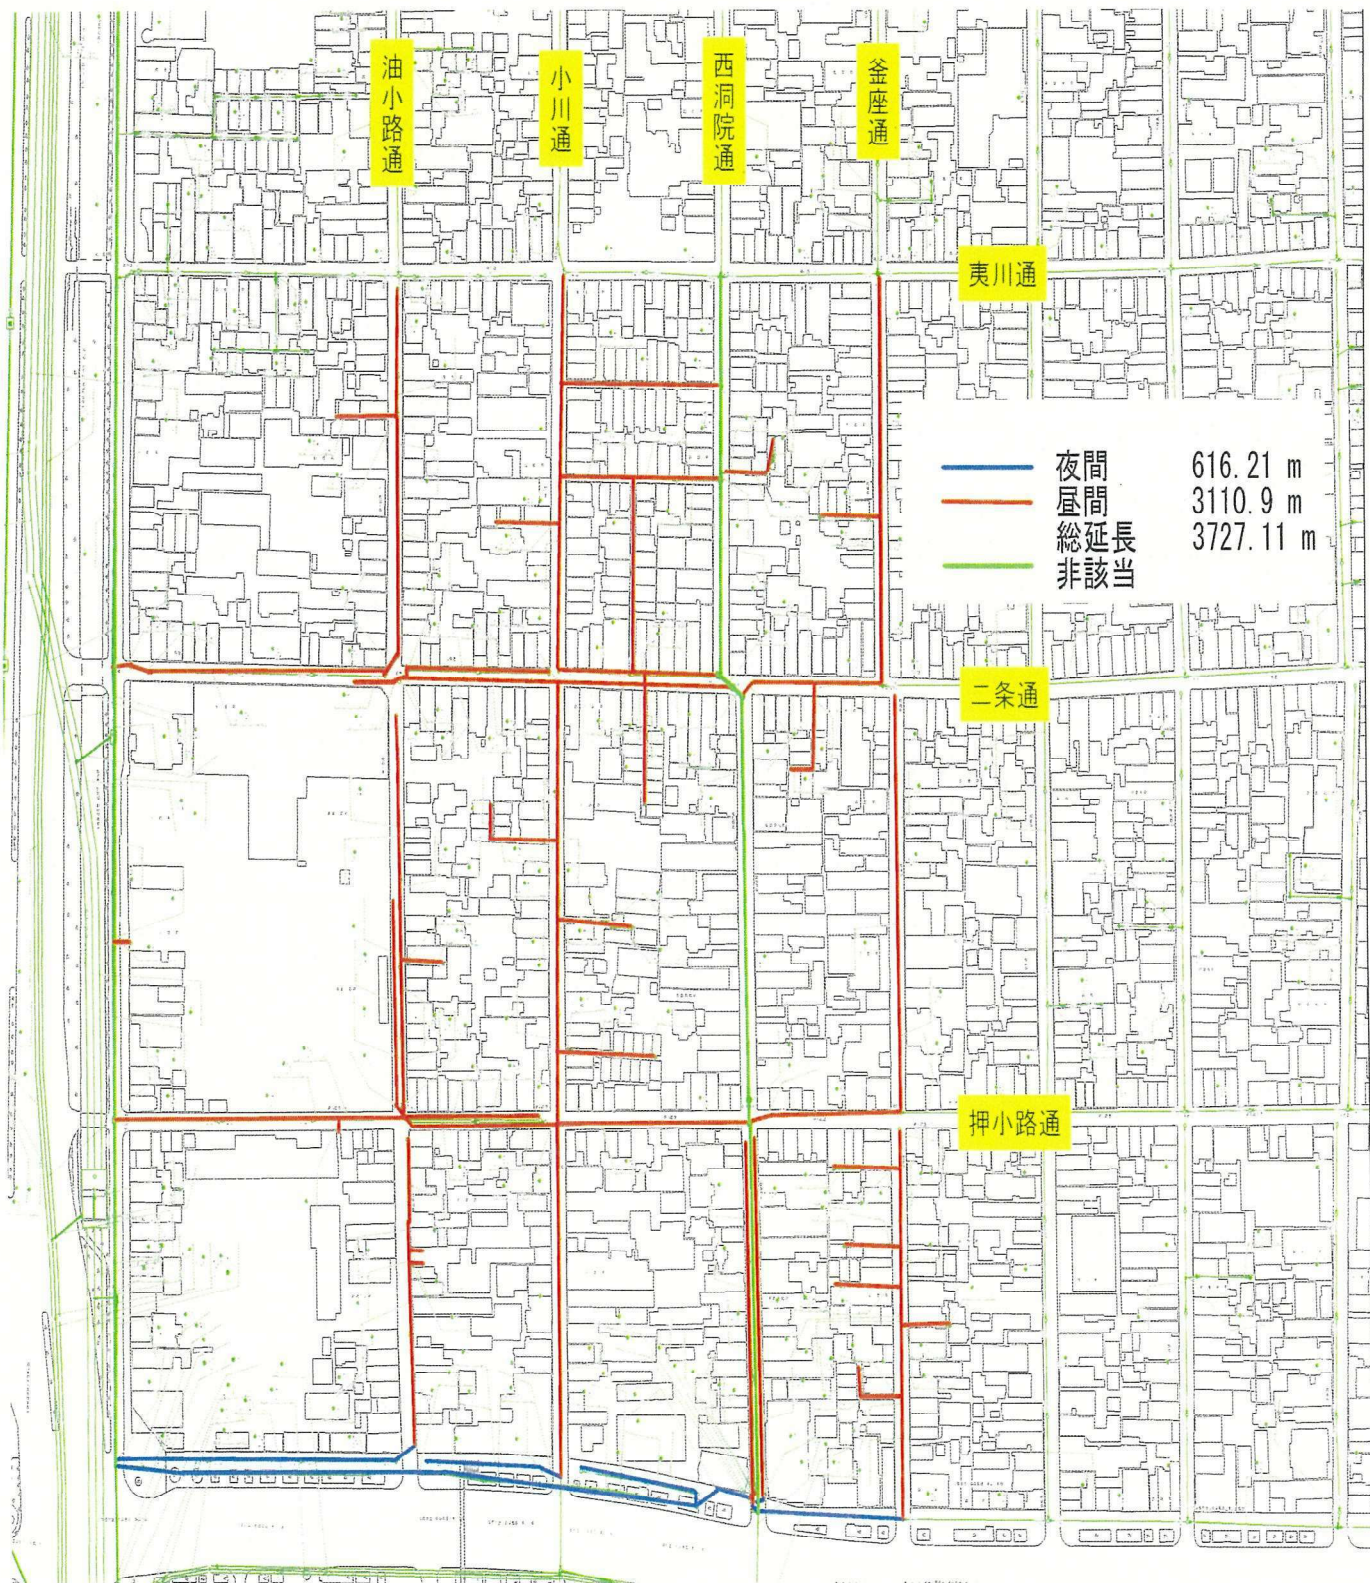 油小路通
小川通
西洞院通
釜座通
夷川通
夜間 616.21 m
昼間 3110.9 m
総延長 3727.11 m
非該当
二条通
押小路通